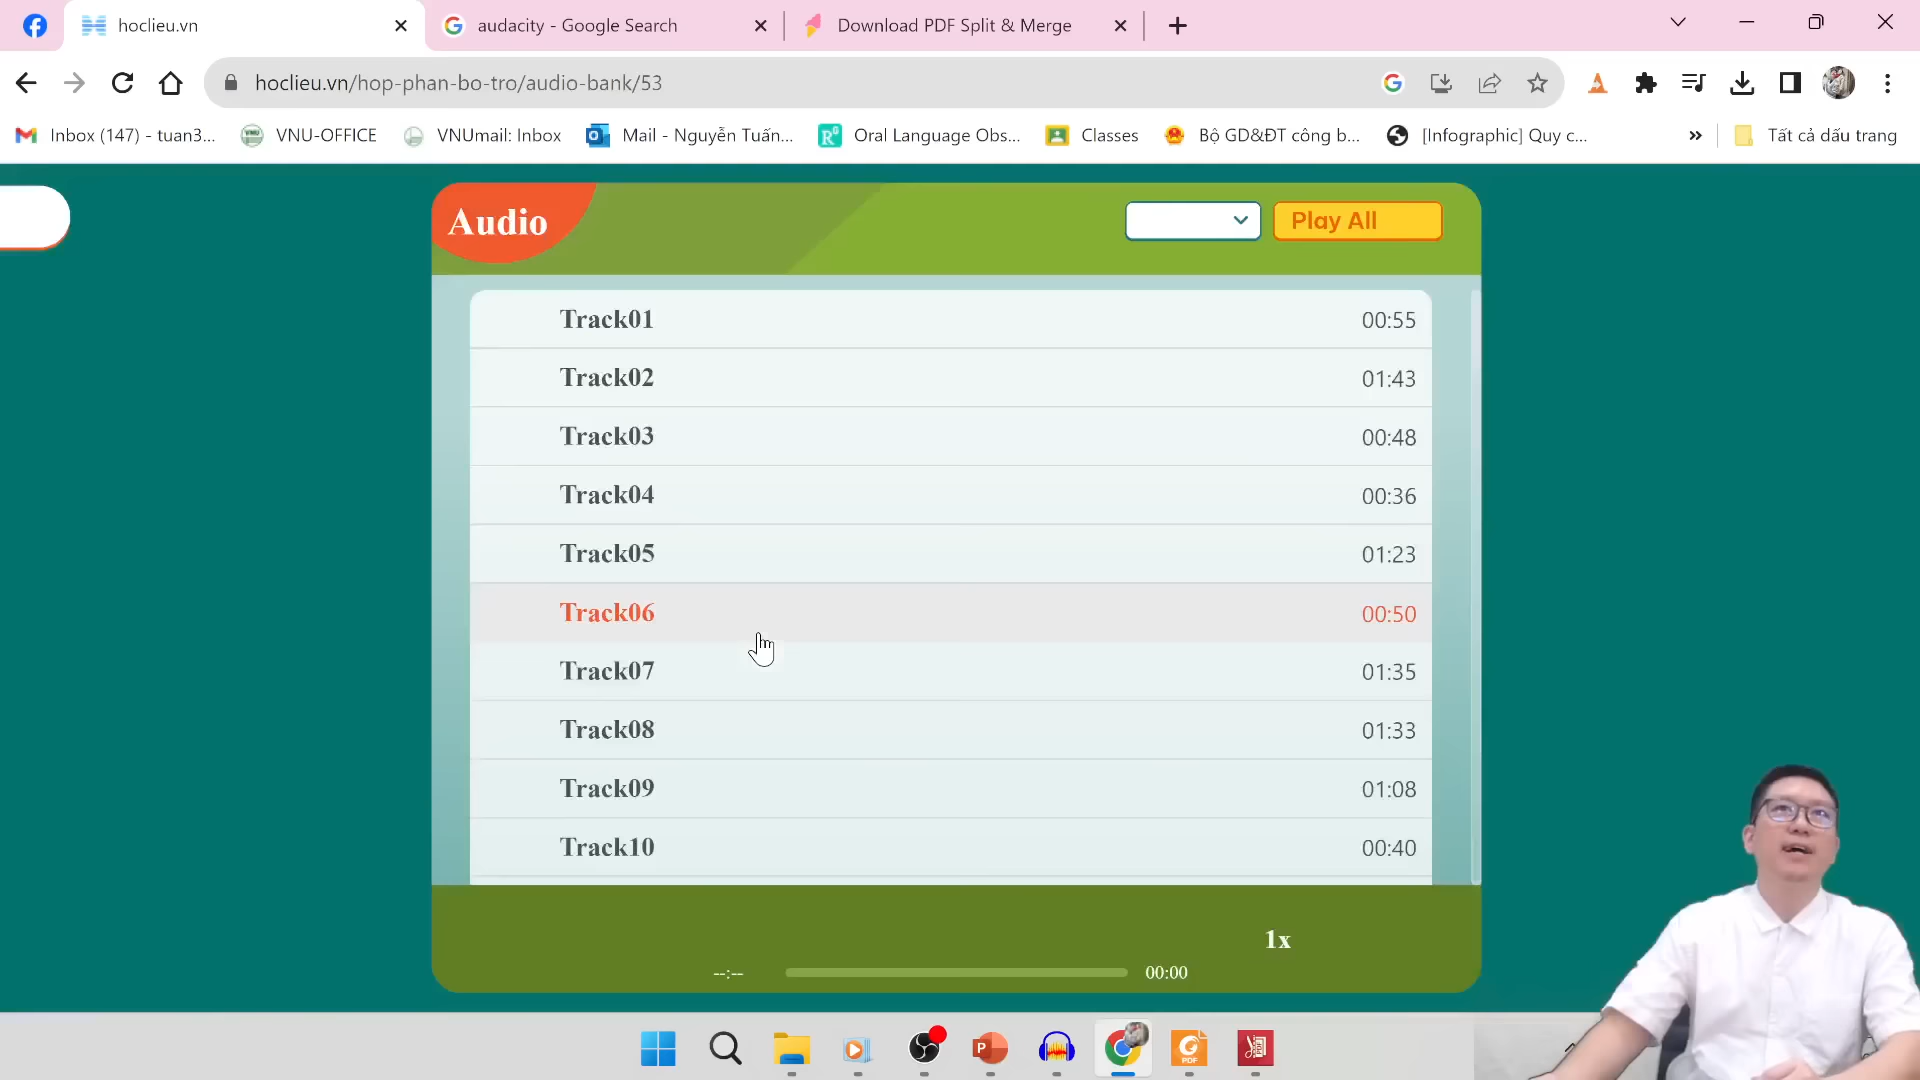 hoclieu.vn
audacity - Google Search
Download PDF Split & Merge
hoclieu.vn/hop-phan-bo-tro/audio-bank/53
Inbox (147) - tuan3...
VNU-OFFICE
VNUmail: Inbox
Mail - Nguyễn Tuấn...
Oral Language Obs...
Classes
Bộ GD&ĐT công b...
[Infographic] Quy c...
»
Tất cả dấu trang
Audio
Play All
Track01 00:55
Track02 01:43
Track03 00:48
Track04 00:36
Track05 01:23
Track06 00:50
Track07 01:35
Track08 01:33
Track09 01:08
Track10 00:40
1x
--:-- 00:00